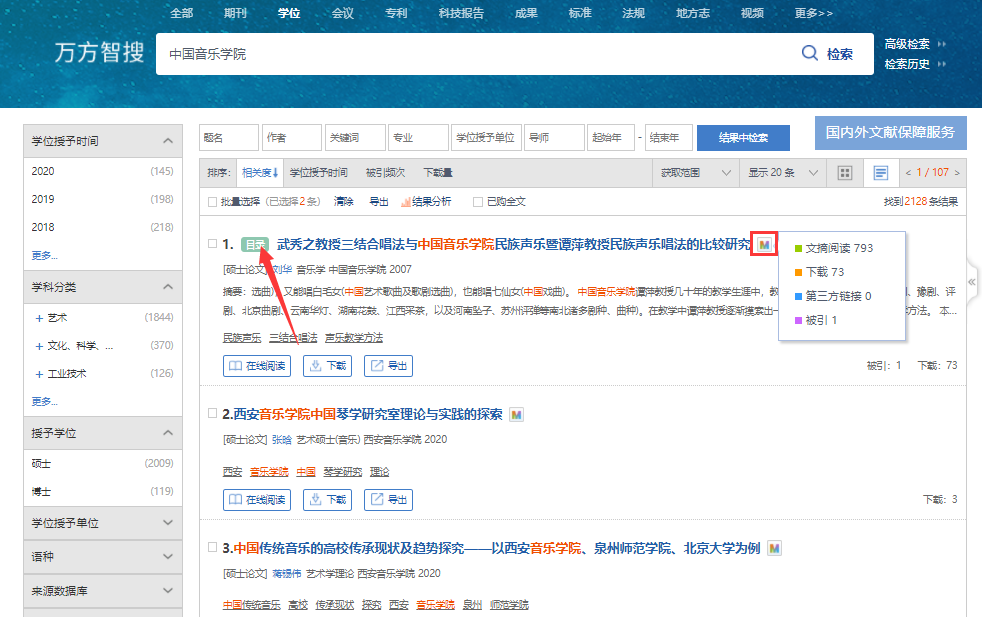 全部 期刊 学位 会议 专利 科技报告 成果 标准 法规 地方志 视频 更多>>
万方智搜 中国音乐学院 检索 高级检索
检索历史
国内外文献保障服务
学位授予时间
2020 (145)
2019 (198)
2018 (218)
更多...
学科分类
+ 艺术 (1844)
+ 文化、科学、... (370)
+ 工业技术 (126)
更多...
授予学位
硕士 (2009)
博士 (119)
学位授予单位
语种
来源数据库
题名 作者 关键词 专业 学位授予单位 导师 起始年 - 结束年 结果中检索
排序： 相关度↓ 学位授予时间 被引频次 下载量 获取范围 显示 20 条 < 1 / 107 >
批量选择 (已选择2条) 清除 导出 结果分析 已购全文 找到2128条结果
1. 目录 武秀之教授三结合唱法与中国音乐学院民族声乐暨谭萍教授民族声乐唱法的比较研究 M
[硕士论文] 刘华 音乐学 中国音乐学院 2007
摘要：选曲)，又能唱白毛女(中国艺术歌曲及歌剧选曲)，也能唱七仙女(中国戏曲)。中国音乐学院谭萍教授几十年的教学生涯中，教 、豫剧、评
剧、北京曲剧、云南华灯、湖南花鼓、江西采茶，以及河南坠子、苏州评弹等南北诸多剧种、曲种)。在教学中谭萍教授逐渐摸索出一 方法。 本...
民族声乐 三结合唱法 声乐教学方法
在线阅读 下载 导出 被引：1 下载：73
文摘阅读 793
下载 73
第三方链接 0
被引 1
2.西安音乐学院中国琴学研究室理论与实践的探索 M
[硕士论文] 张晗 艺术硕士(音乐) 西安音乐学院 2020
西安 音乐学院 中国 琴学研究 理论
在线阅读 下载 导出 下载：3
3.中国传统音乐的高校传承现状及趋势探究——以西安音乐学院、泉州师范学院、北京大学为例 M
[硕士论文] 蒋锡伟 艺术学理论 西安音乐学院 2020
中国传统音乐 高校 传承现状 探究 西安 音乐学院 泉州 师范学院